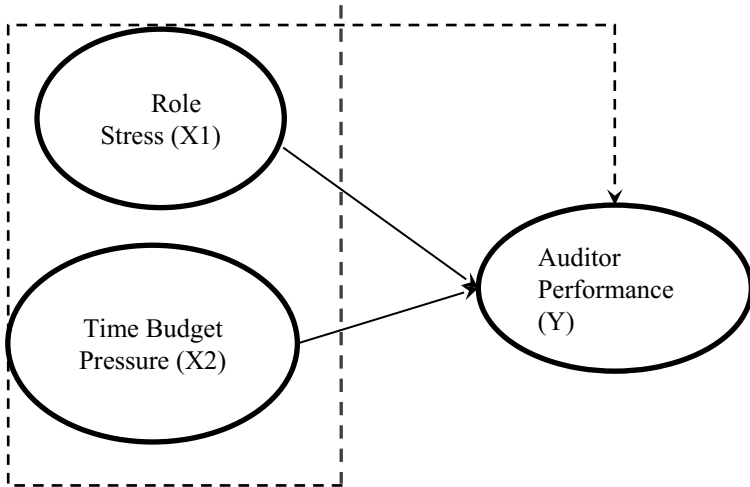 Role
Stress (X1)
Time Budget
Pressure (X2)
Auditor
Performance
(Y)